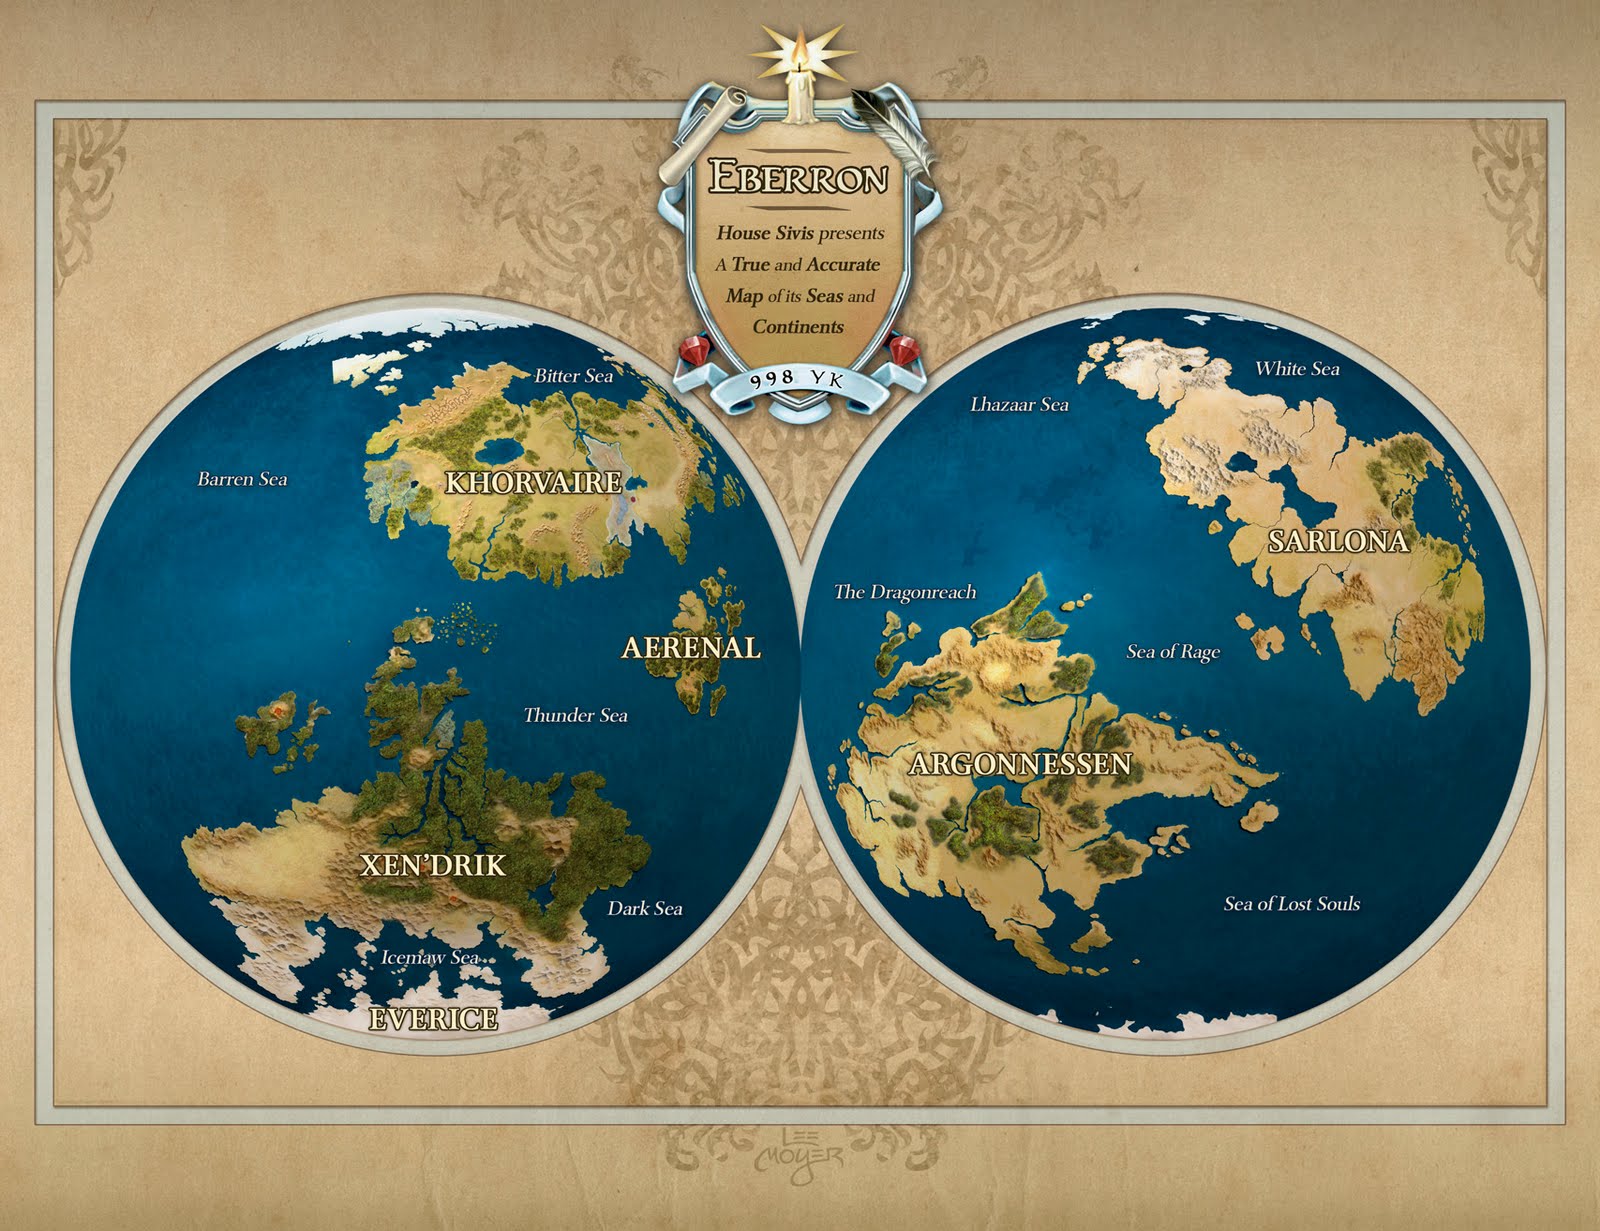 EBERRON
House Sivis presents
A True and Accurate
Map of its Seas and
Continents
998 YK
Bitter Sea
Barren Sea
KHORVAIRE
AERENAL
Thunder Sea
XEN'DRIK
Dark Sea
Icemaw Sea
EVERICE
White Sea
Lhazaar Sea
SARLONA
The Dragonreach
Sea of Rage
ARGONNESSEN
Sea of Lost Souls
LEE
MOYER